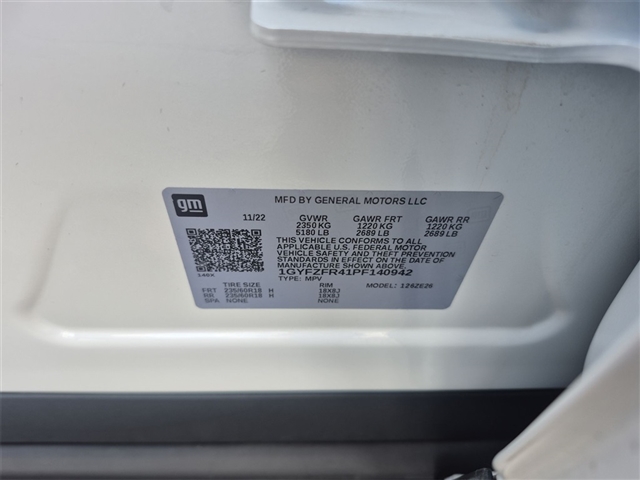 gm
MFD BY GENERAL MOTORS LLC
11/22 GVWR GAWR FRT GAWR RR
2350 KG 1220 KG 1220 KG
5180 LB 2689 LB 2689 LB
THIS VEHICLE CONFORMS TO ALL
APPLICABLE U.S. FEDERAL MOTOR
VEHICLE SAFETY AND THEFT PREVENTION
STANDARDS IN EFFECT ON THE DATE OF
MANUFACTURE SHOWN ABOVE.
1GYFZFR41PF140942
TYPE: MPV MODEL: 12SZE26
TIRE SIZE RIM
FRT 235/60R18 H 18X8J
RR 235/60R18 H 18X8J
SPA NONE NONE